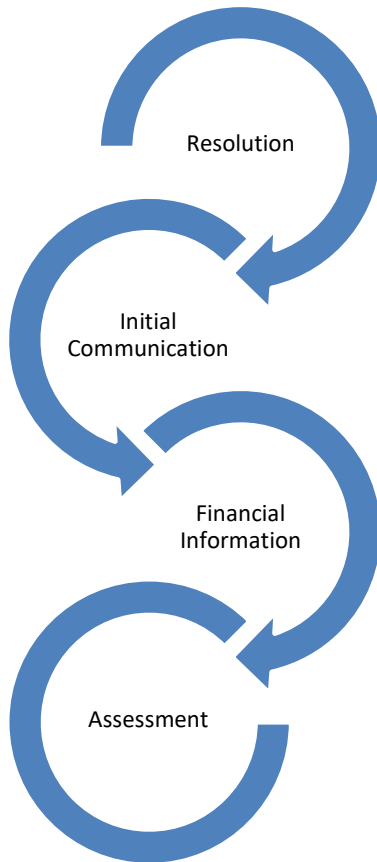 Resolution
Initial
Communication
Financial
Information
Assessment